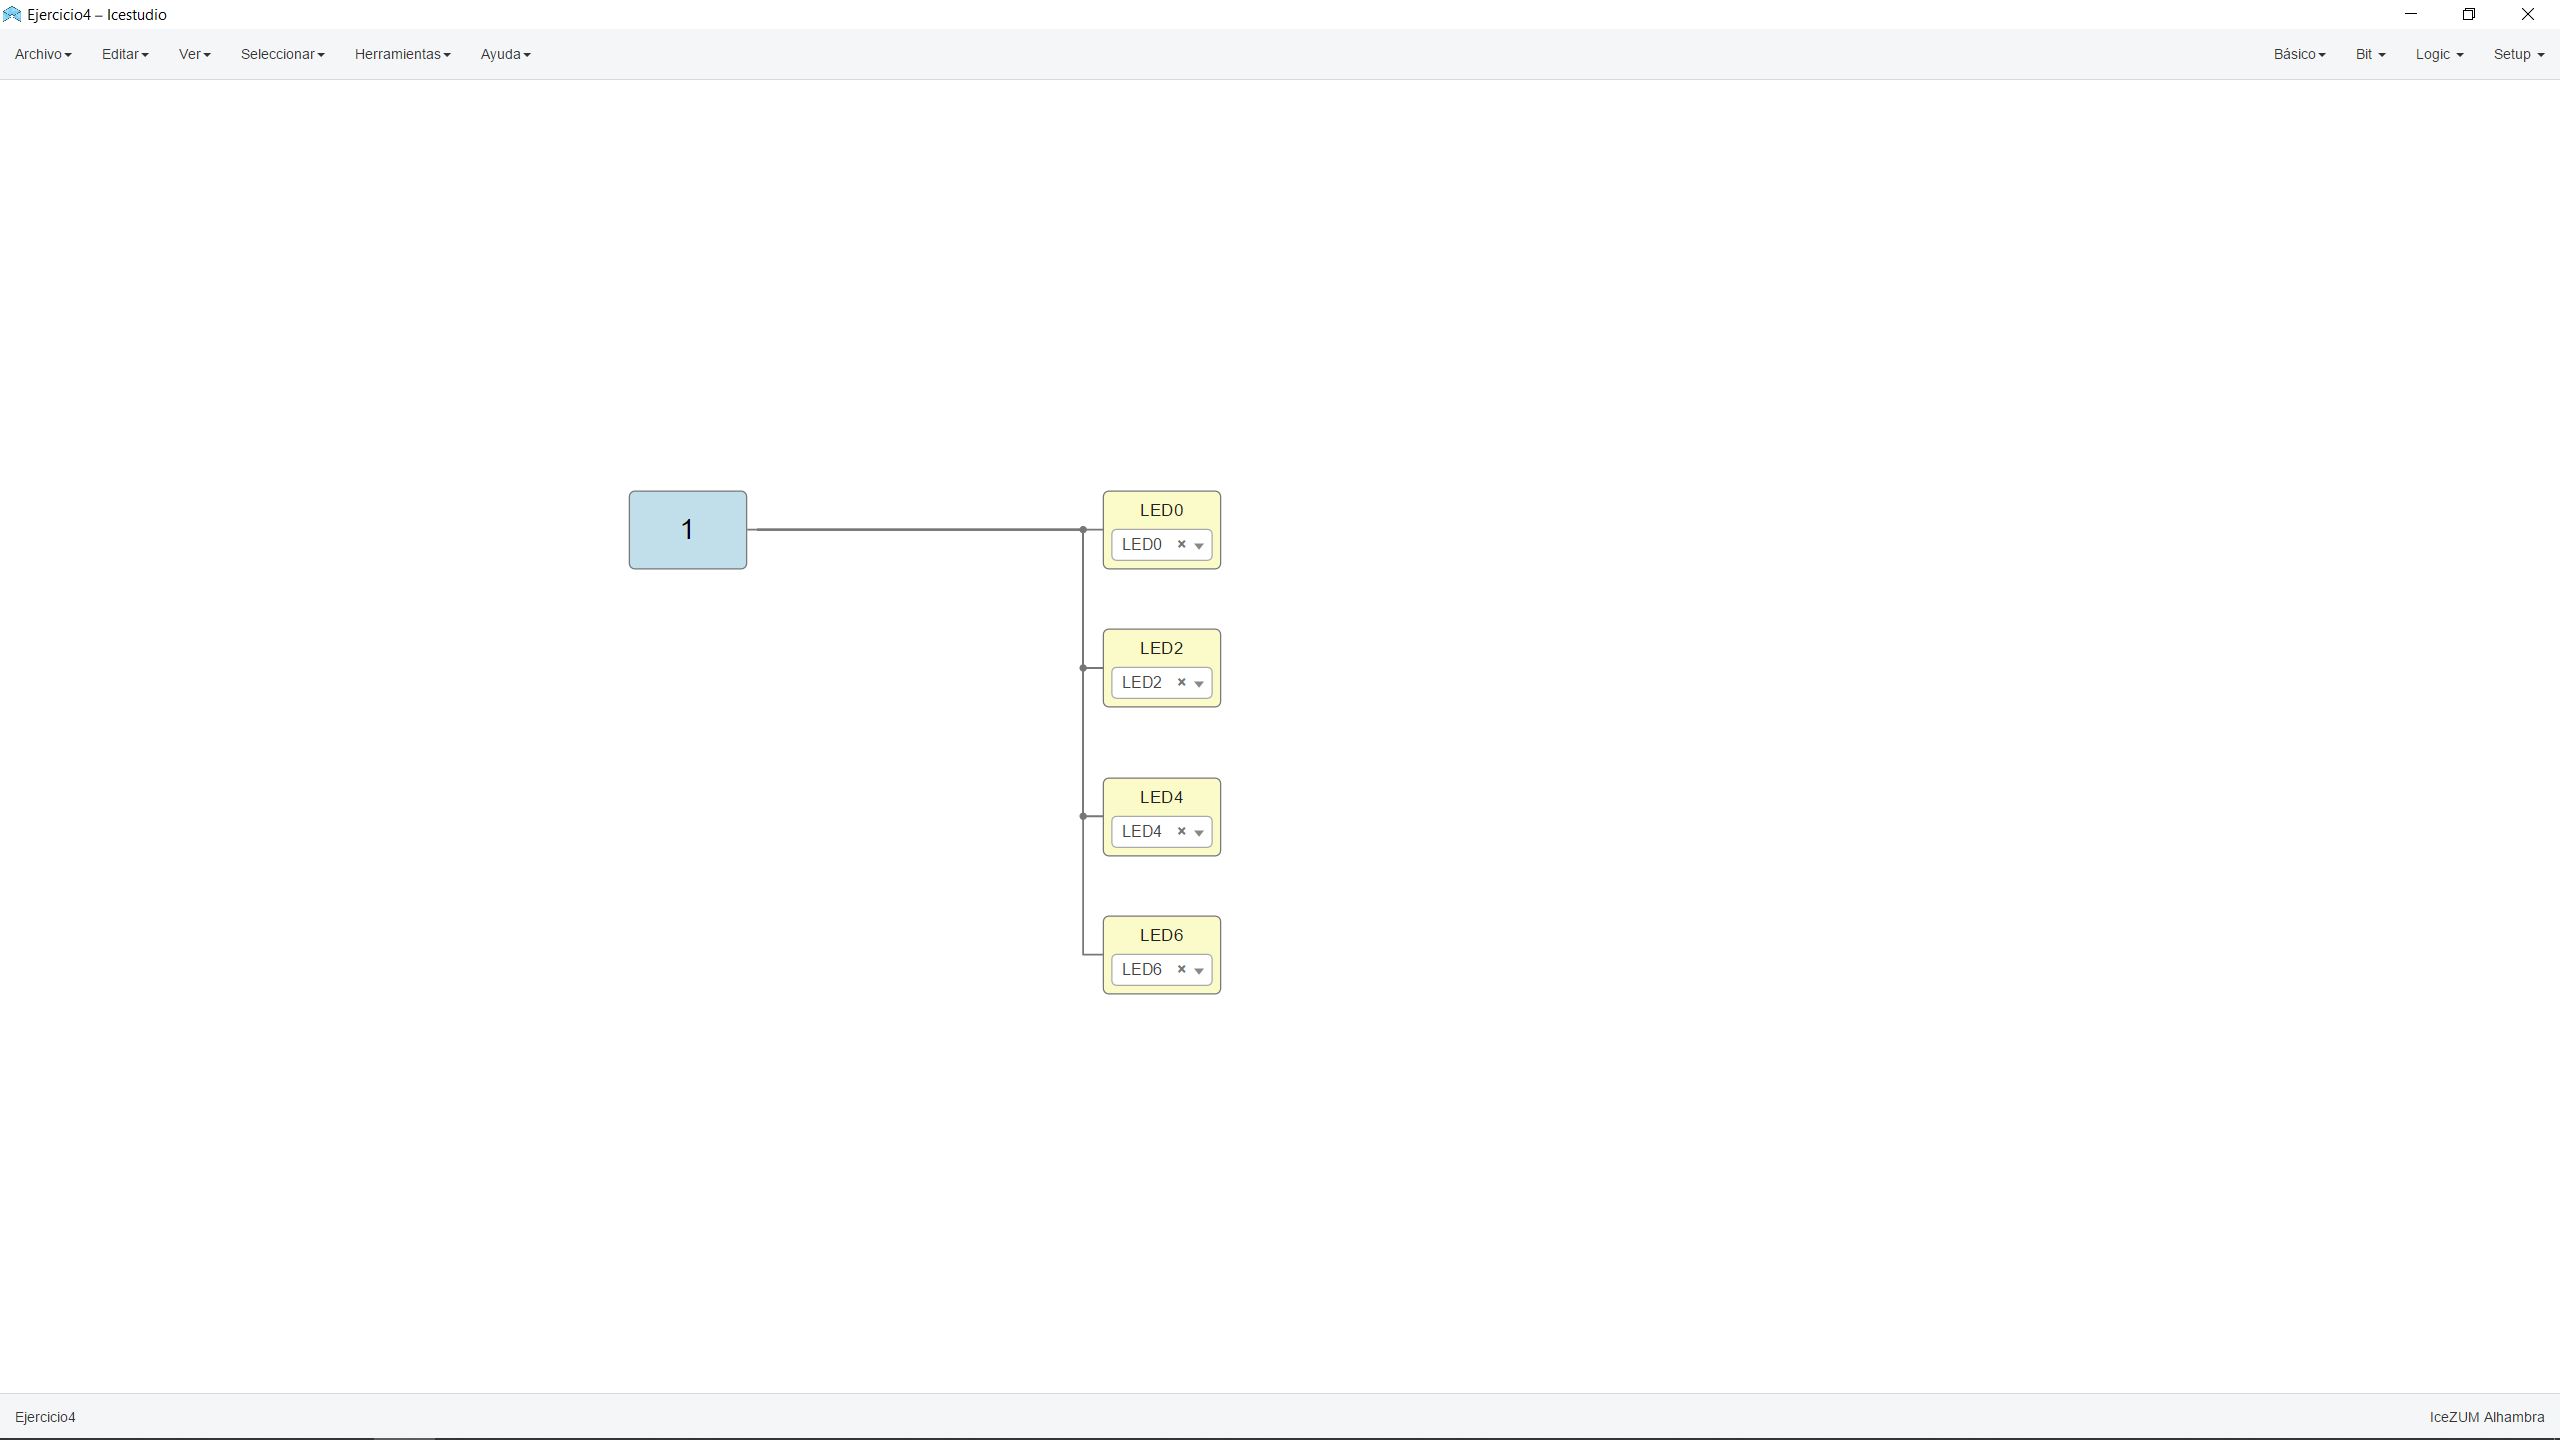 Ejercicio4 – Icestudio
Archivo Editar Ver Seleccionar Herramientas Ayuda Básico Bit Logic Setup
1
LED0
LED0
LED2
LED2
LED4
LED4
LED6
LED6
Ejercicio4 IceZUM Alhambra